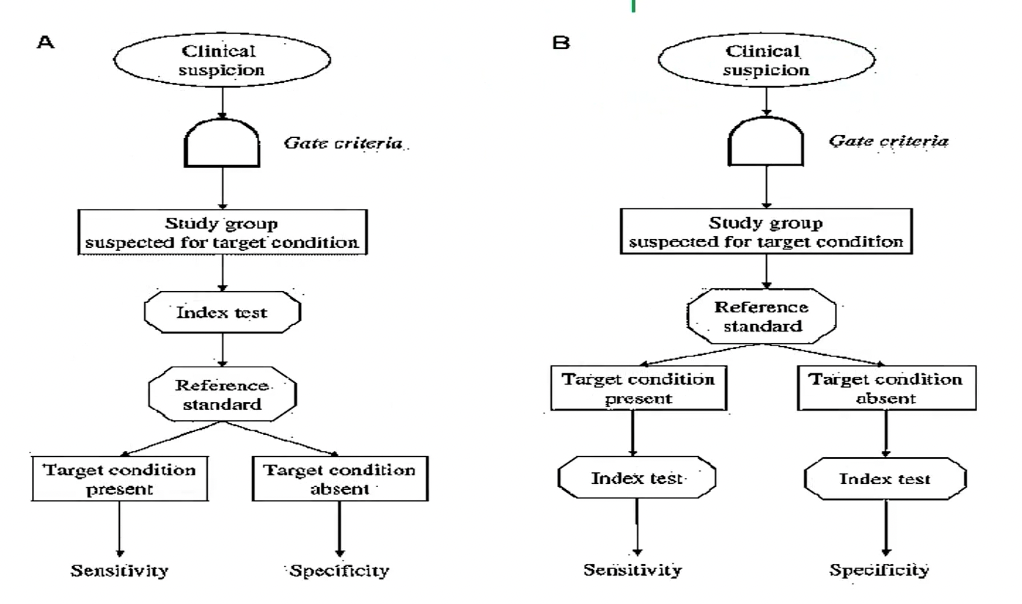 A
Clinical
suspicion
Gate criteria
Study group
suspected for target condition
Index test
Reference
standard
Target condition
present
Target condition
absent
Sensitivity
Specificity
B
Clinical
suspicion
Gate criteria
Study group
suspected for target condition
Reference
standard
Target condition
present
Target condition
absent
Index test
Index test
Sensitivity
Specificity